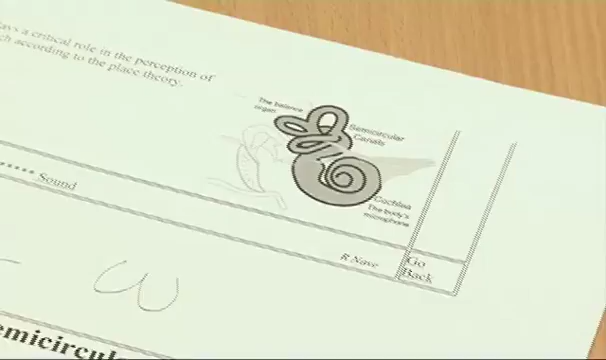 ays a critical role in the perception of
ch according to the place theory.
The balance
organ
Semicircular
Canals
Cochlea
The body's
microphone
***** Sound
R Nave
Go
Back
emicircul